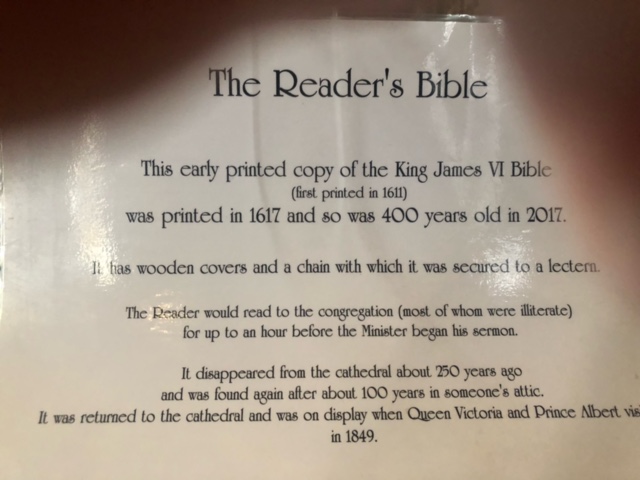 The Reader's Bible
This early printed copy of the King James VI Bible
(first printed in 1611)
was printed in 1617 and so was 400 years old in 2017.
It has wooden covers and a chain with which it was secured to a lectern.
The Reader would read to the congregation (most of whom were illiterate)
for up to an hour before the Minister began his sermon.
It disappeared from the cathedral about 250 years ago
and was found again after about 100 years in someone's attic.
It was returned to the cathedral and was on display when Queen Victoria and Prince Albert
in 1849.